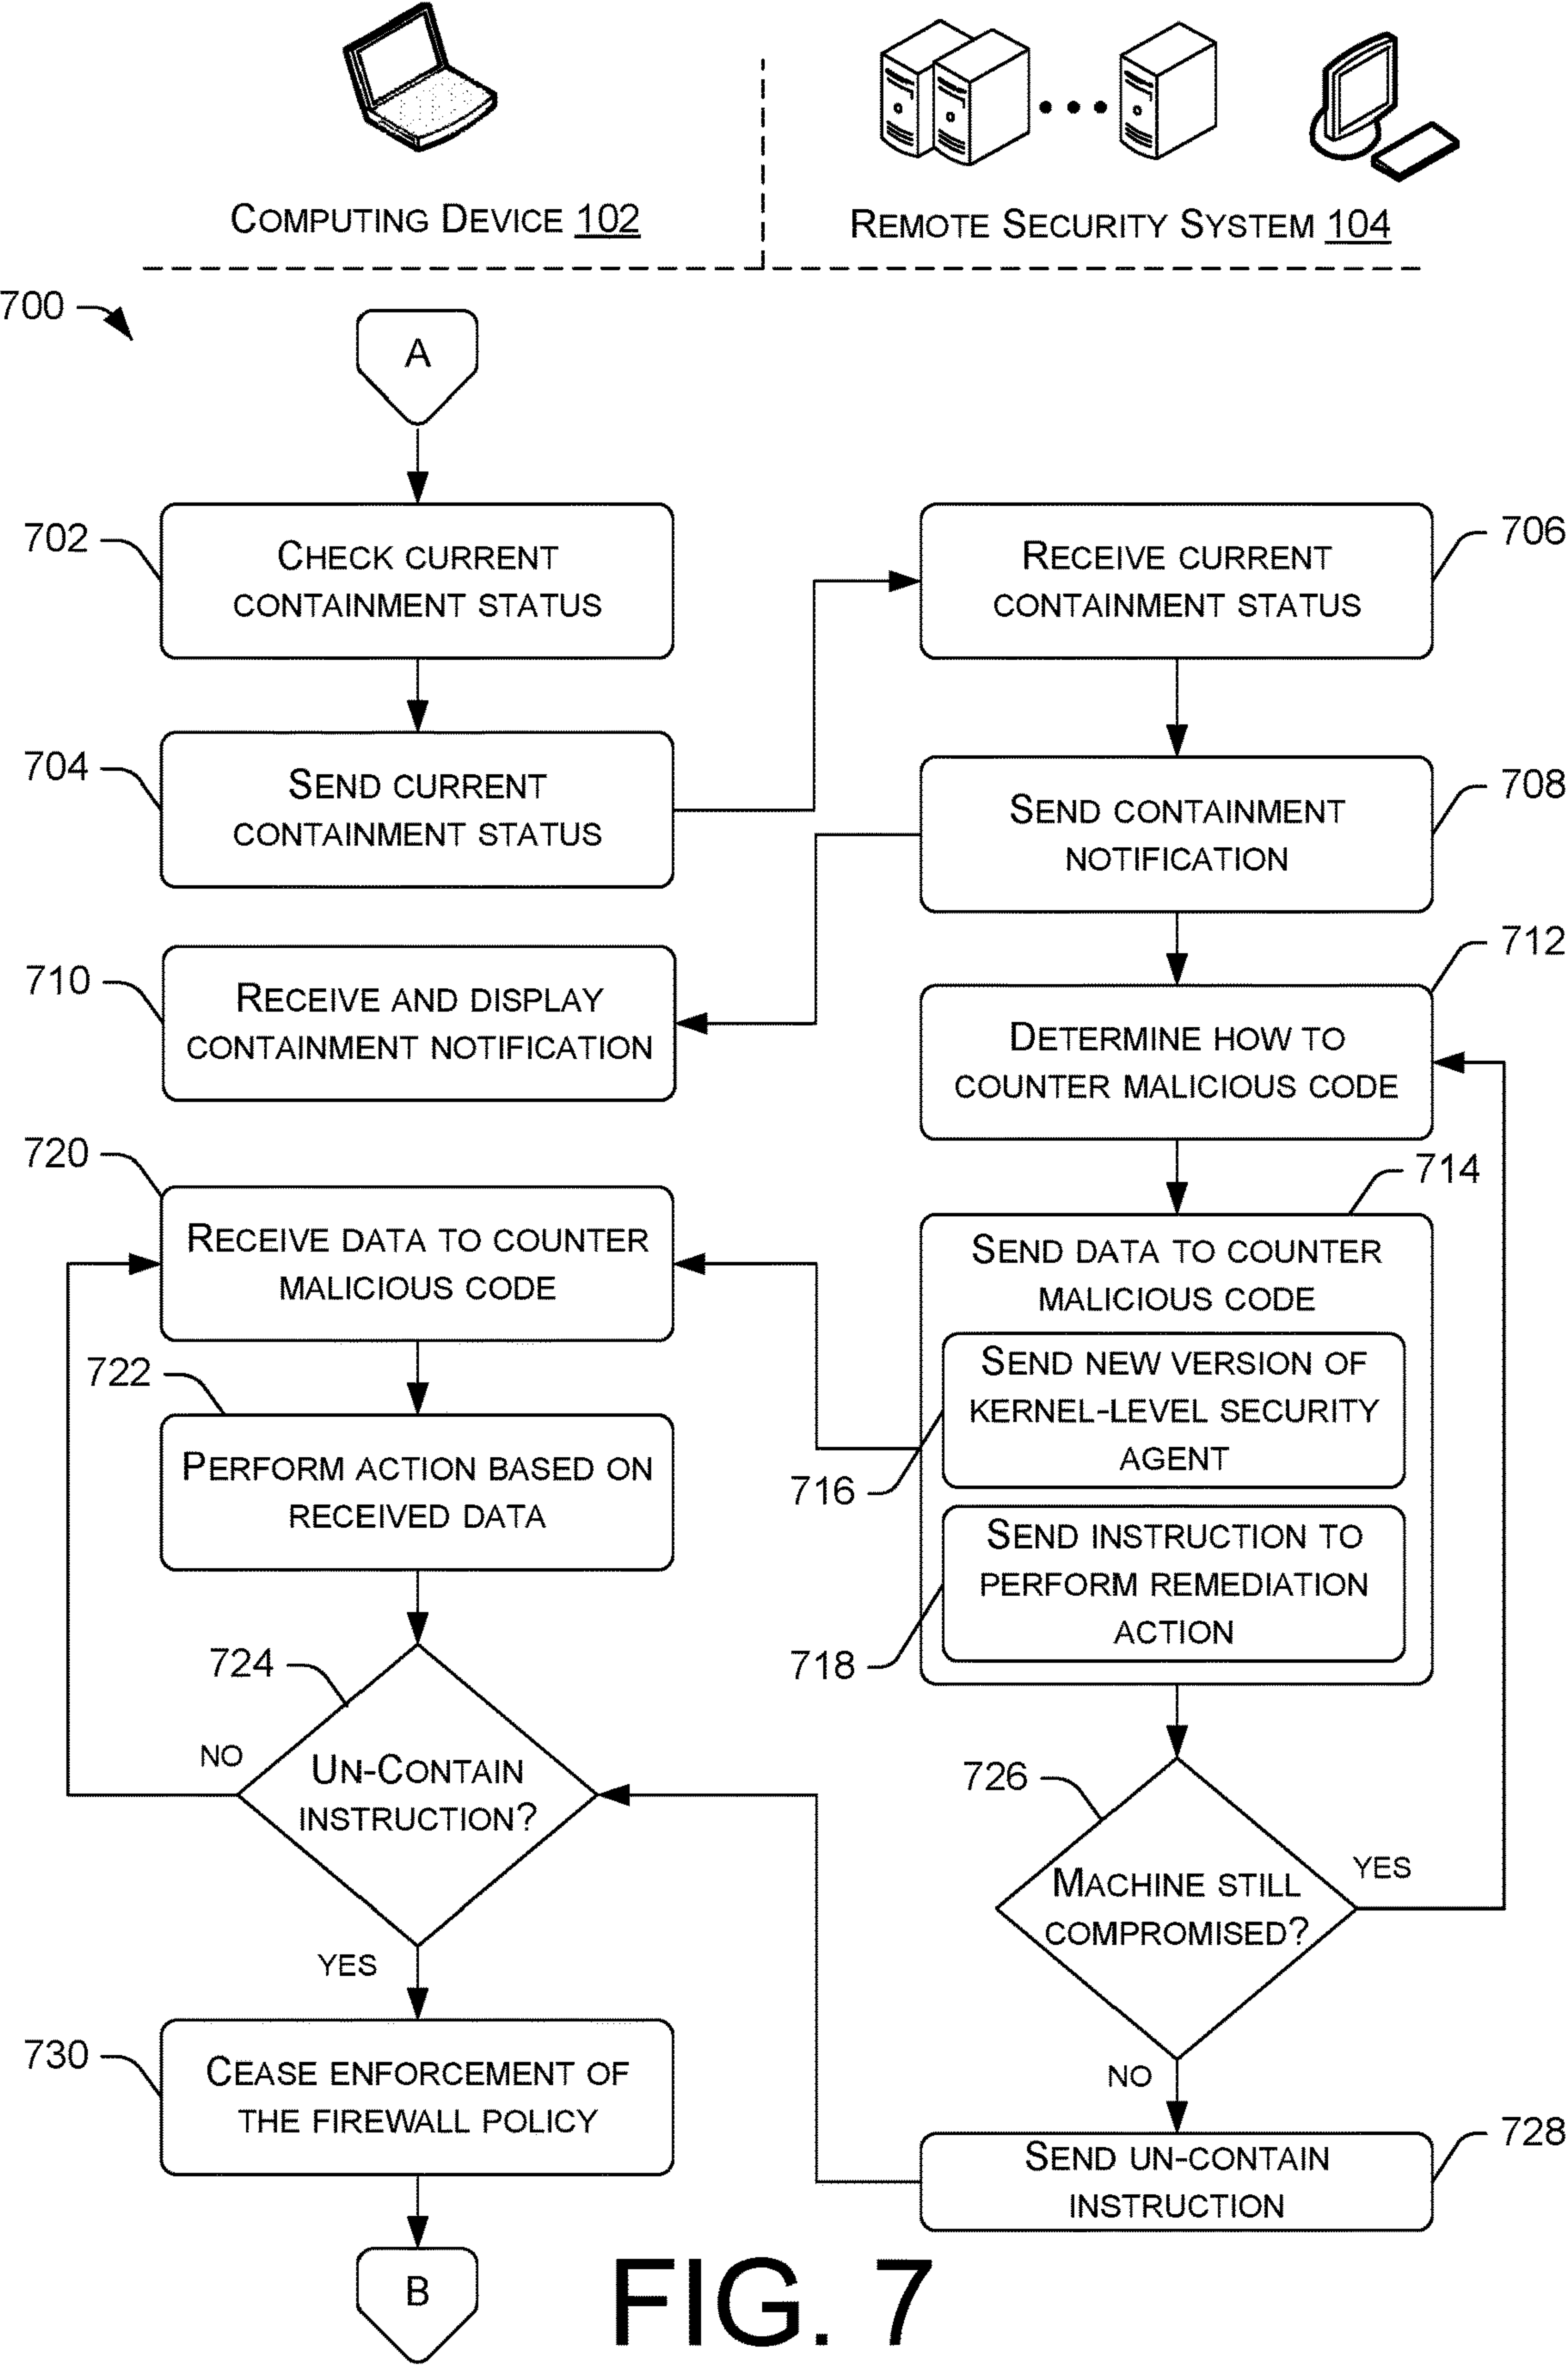 COMPUTING DEVICE 102
REMOTE SECURITY SYSTEM 104
700
A
702
CHECK CURRENT
CONTAINMENT STATUS
706
RECEIVE CURRENT
CONTAINMENT STATUS
704
SEND CURRENT
CONTAINMENT STATUS
708
SEND CONTAINMENT
NOTIFICATION
710
RECEIVE AND DISPLAY
CONTAINMENT NOTIFICATION
712
DETERMINE HOW TO
COUNTER MALICIOUS CODE
720
RECEIVE DATA TO COUNTER
MALICIOUS CODE
714
SEND DATA TO COUNTER
MALICIOUS CODE
716
SEND NEW VERSION OF
KERNEL-LEVEL SECURITY
AGENT
718
SEND INSTRUCTION TO
PERFORM REMEDIATION
ACTION
722
PERFORM ACTION BASED ON
RECEIVED DATA
724
UN-CONTAIN
INSTRUCTION?
NO
YES
726
MACHINE STILL
COMPROMISED?
YES
NO
730
CEASE ENFORCEMENT OF
THE FIREWALL POLICY
728
SEND UN-CONTAIN
INSTRUCTION
B
FIG. 7